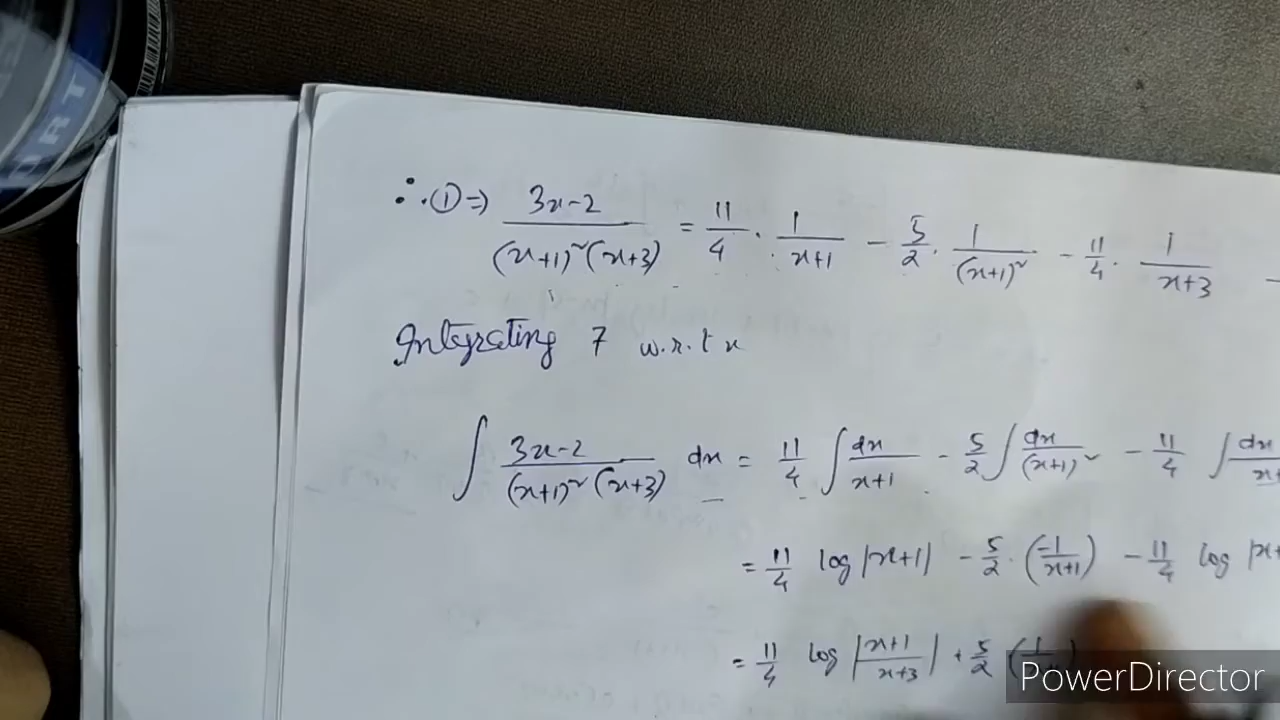 ∴ ① ⇒ (3x-2)/((x+1)²(x+3)) = 11/4 · 1/(x+1) - 5/2 · 1/(x+1)² - 11/4 · 1/(x+3) -
Integrating 7 w.r.t x
∫ (3x-2)/((x+1)²(x+3)) dx = 11/4 ∫ dx/(x+1) - 5/2 ∫ dx/(x+1)² - 11/4 ∫ dx/x+
= 11/4 log|x+1| - 5/2 · (-1/(x+1)) - 11/4 log |x+
= 11/4 log |(x+1)/(x+3)| + 5/2 (1/
PowerDirector
ORT